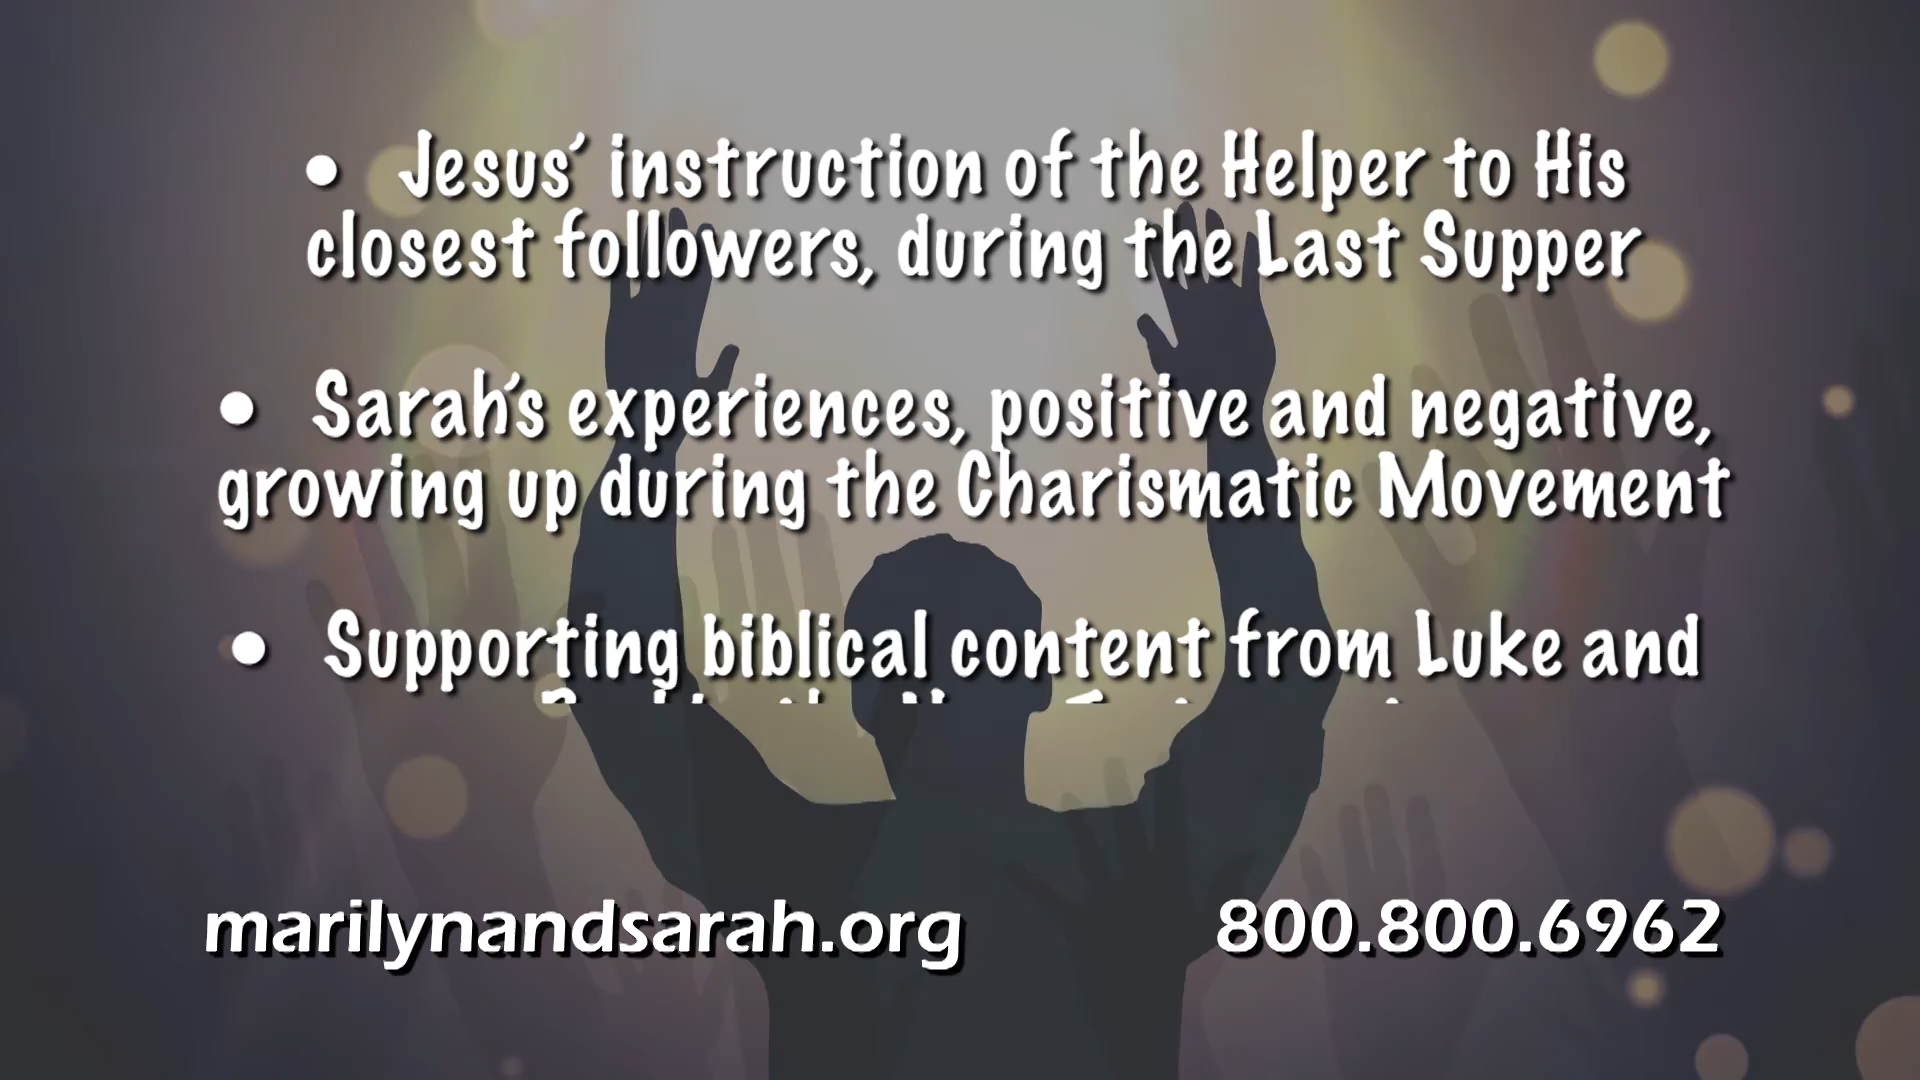 • Jesus’ instruction of the Helper to His
closest followers, during the Last Supper
• Sarah’s experiences, positive and negative,
growing up during the Charismatic Movement
• Supporting biblical content from Luke and
marilynandsarah.org
800.800.6962